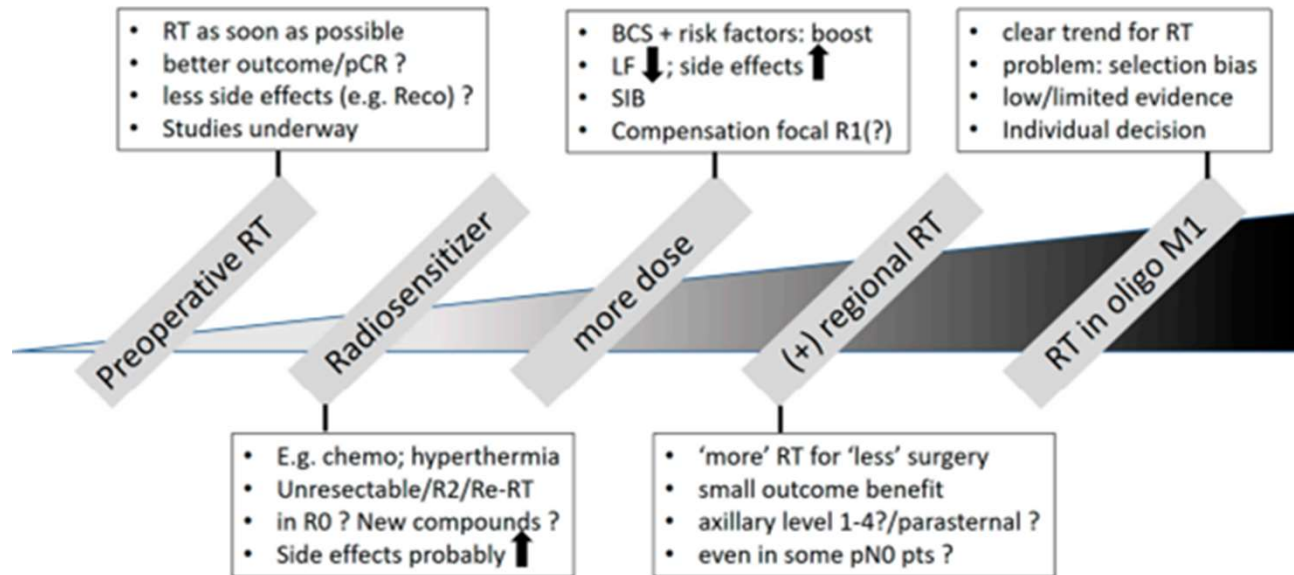 • RT as soon as possible
• better outcome/pCR ?
• less side effects (e.g. Reco) ?
• Studies underway
• BCS + risk factors: boost
• LF ⬇; side effects ⬆
• SIB
• Compensation focal R1(?)
• clear trend for RT
• problem: selection bias
• low/limited evidence
• Individual decision
Preoperative RT
Radiosensitizer
more dose
(+) regional RT
RT in oligo M1
• E.g. chemo; hyperthermia
• Unresectable/R2/Re-RT
• in R0 ? New compounds ?
• Side effects probably ⬆
• ‘more’ RT for ‘less’ surgery
• small outcome benefit
• axillary level 1-4?/parasternal ?
• even in some pN0 pts ?